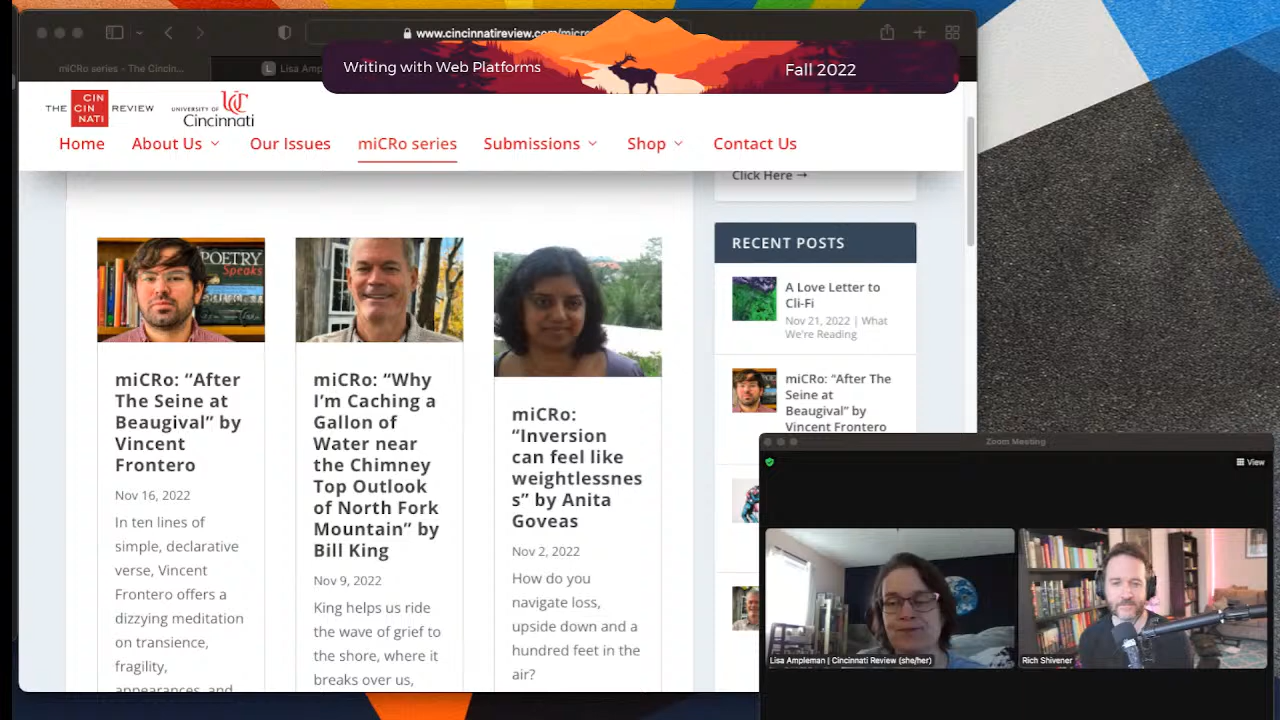 www.cincinnatireview.com/micro
miCRo series – The Cincin...
Lisa Amp
Writing with Web Platforms
Fall 2022
THE CIN CIN NATI REVIEW
UNIVERSITY OF Cincinnati
Home
About Us
Our Issues
miCRo series
Submissions
Shop
Contact Us
Click Here →
POETRY
Speaks
miCRo: “After
The Seine at
Beaugival” by
Vincent
Frontero
Nov 16, 2022
In ten lines of
simple, declarative
verse, Vincent
Frontero offers a
dizzying meditation
on transience,
fragility,
appearances, and
miCRo: “Why
I’m Caching a
Gallon of
Water near
the Chimney
Top Outlook
of North Fork
Mountain” by
Bill King
Nov 9, 2022
King helps us ride
the wave of grief to
the shore, where it
breaks over us,
miCRo:
“Inversion
can feel like
weightlessnes
s” by Anita
Goveas
Nov 2, 2022
How do you
navigate loss,
upside down and a
hundred feet in the
air?
RECENT POSTS
A Love Letter to
Cli-Fi
Nov 21, 2022 | What
We're Reading
miCRo: “After The
Seine at
Beaugival” by
Vincent Frontero
Zoom Meeting
View
Lisa Ampleman | Cincinnati Review (she/her)
Rich Shivener